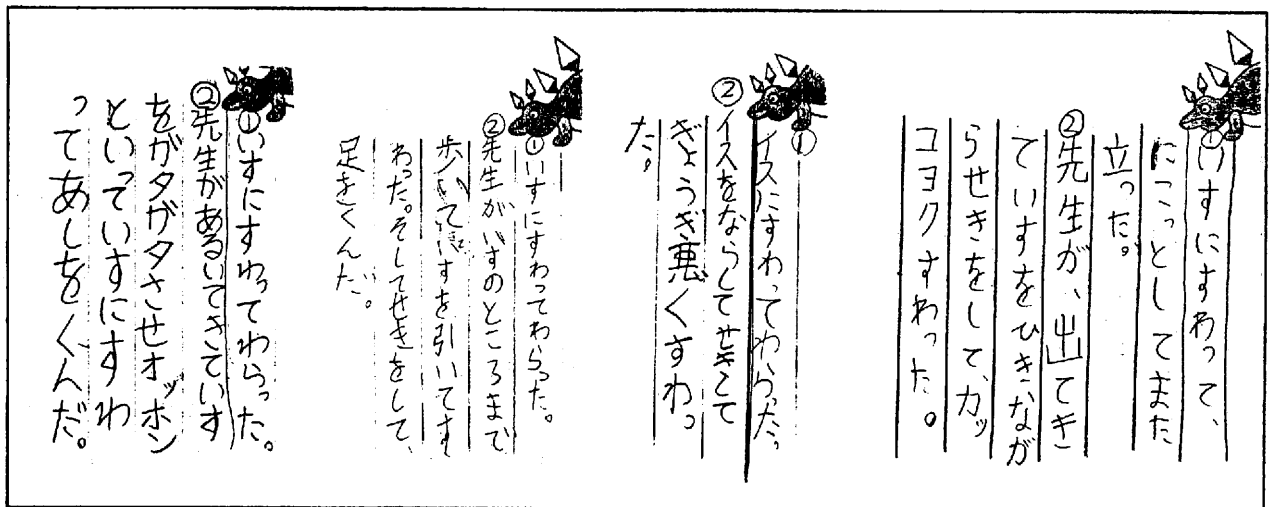 ①いすにすわって、
にこっとしてまた
立った。
②先生が、出てき
ていすをひきなが
らせきをして、カッ
コヨクすわった。
①
イスにすわってわらった。
②イスをならしてせきして
ぎょうぎ悪くすわっ
た。
①いすにすわってわらった。
②先生がいすのところまで
歩いていすを引いてす
わった。そしてせきをして、
足をくんだ。
①いすにすわってわらった。
②先生があるいてきていす
をガタガタさせオッホン
といっていすにすわ
ってあしをくんだ。